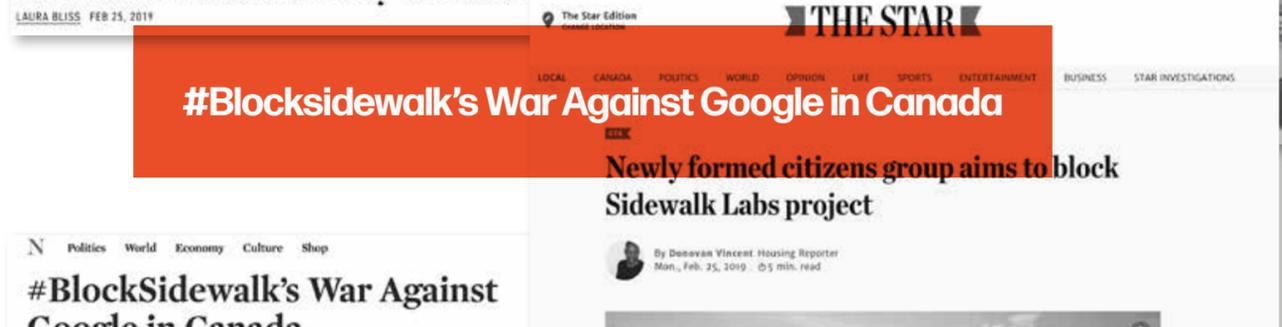 LAURA BLISS FEB 25, 2019
The Star Edition
CHANGE LOCATION
THE STAR
LOCAL CANADA POLITICS WORLD OPINION LIFE SPORTS ENTERTAINMENT BUSINESS STAR INVESTIGATIONS
#Blocksidewalk's War Against Google in Canada
GTA
Newly formed citizens group aims to block
Sidewalk Labs project
By Donovan Vincent Housing Reporter
Mon., Feb. 25, 2019 5 min. read
N Politics World Economy Culture Shop
#BlockSidewalk's War Against
Google in Canada